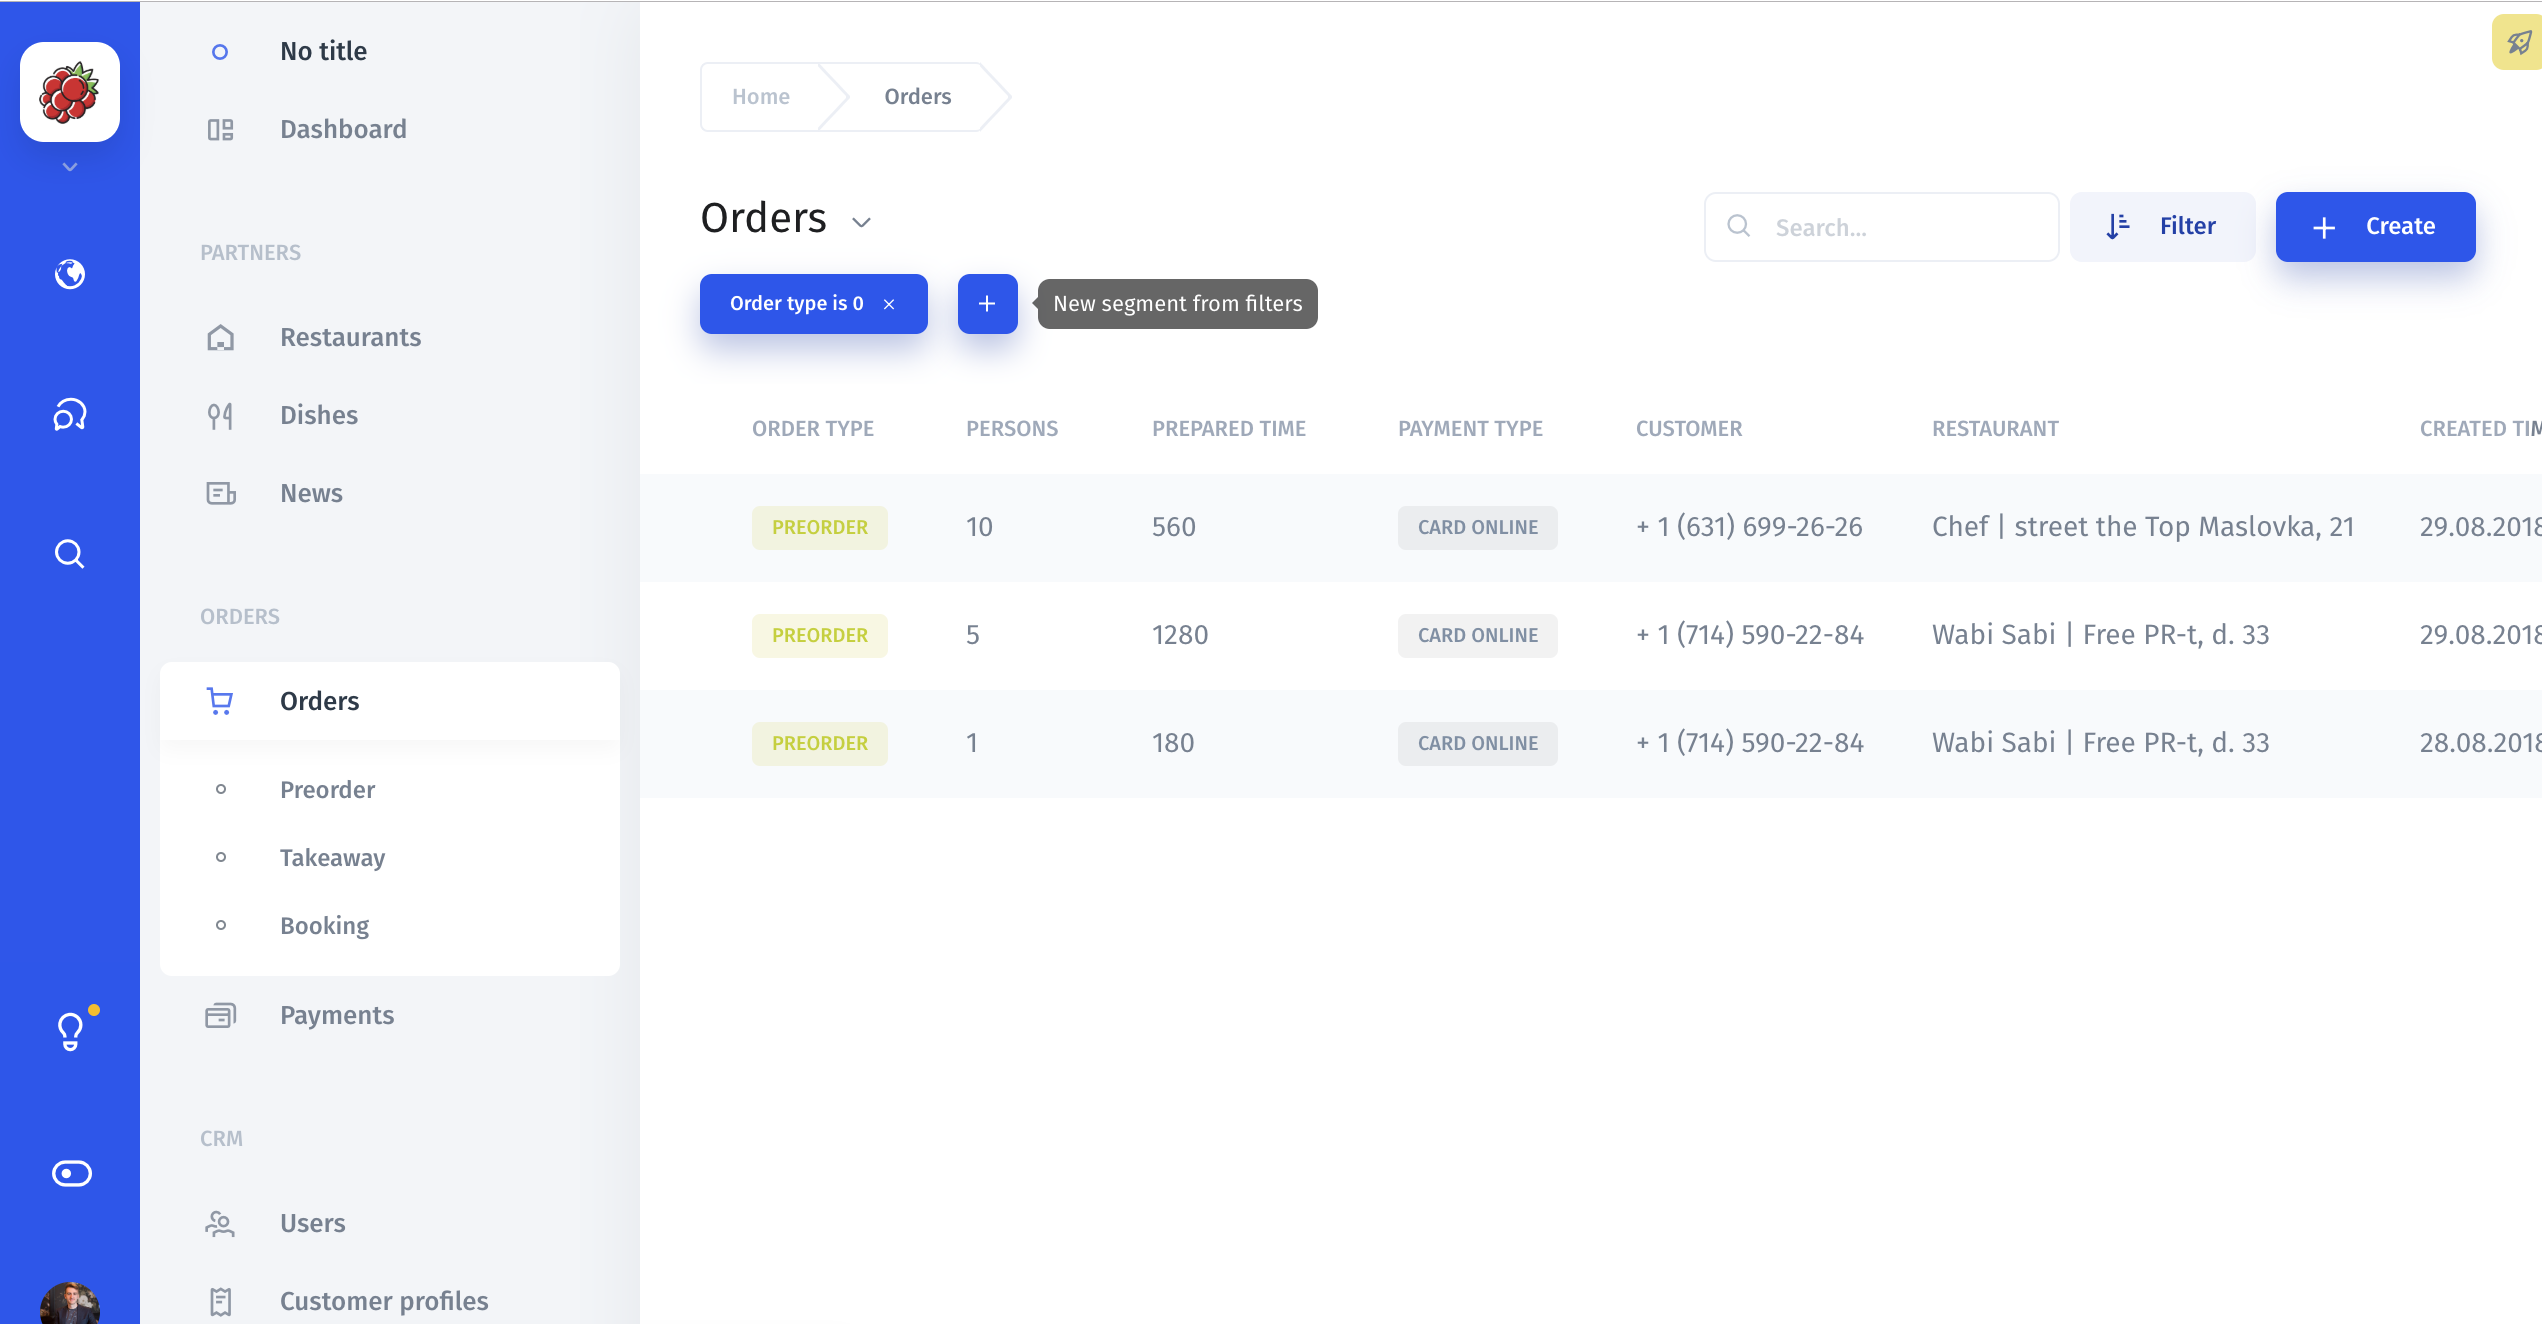 No title
Dashboard
PARTNERS
Restaurants
Dishes
News
ORDERS
Orders
Preorder
Takeaway
Booking
Payments
CRM
Users
Customer profiles
Home
Orders
Orders
Search...
Filter
Create
Order type is 0
New segment from filters
ORDER TYPE PERSONS PREPARED TIME PAYMENT TYPE CUSTOMER RESTAURANT CREATED TIM
PREORDER 10 560 CARD ONLINE + 1 (631) 699-26-26 Chef | street the Top Maslovka, 21 29.08.2018
PREORDER 5 1280 CARD ONLINE + 1 (714) 590-22-84 Wabi Sabi | Free PR-t, d. 33 29.08.2018
PREORDER 1 180 CARD ONLINE + 1 (714) 590-22-84 Wabi Sabi | Free PR-t, d. 33 28.08.2018